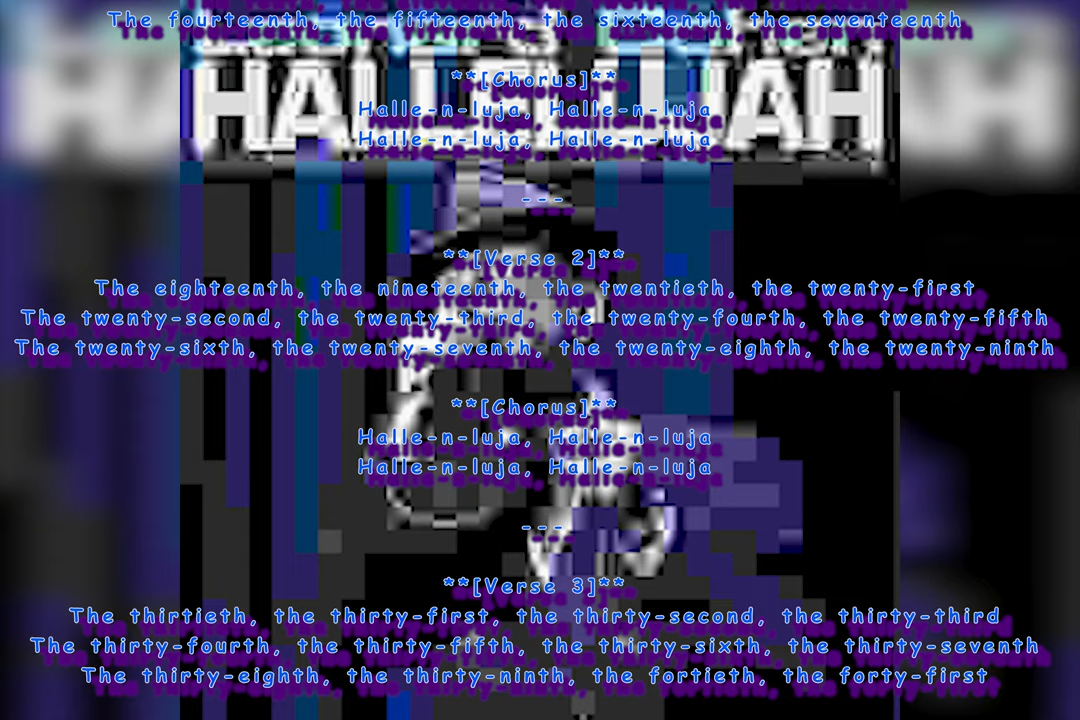 The fourteenth, the fifteenth, the sixteenth, the seventeenth
HALLELUJAH
**[Chorus]**
Halle-n-luja, Halle-n-luja
Halle-n-luja, Halle-n-luja
---
**[Verse 2]**
The eighteenth, the nineteenth, the twentieth, the twenty-first
The twenty-second, the twenty-third, the twenty-fourth, the twenty-fifth
The twenty-sixth, the twenty-seventh, the twenty-eighth, the twenty-ninth
**[Chorus]**
Halle-n-luja, Halle-n-luja
Halle-n-luja, Halle-n-luja
---
**[Verse 3]**
The thirtieth, the thirty-first, the thirty-second, the thirty-third
The thirty-fourth, the thirty-fifth, the thirty-sixth, the thirty-seventh
The thirty-eighth, the thirty-ninth, the fortieth, the forty-first